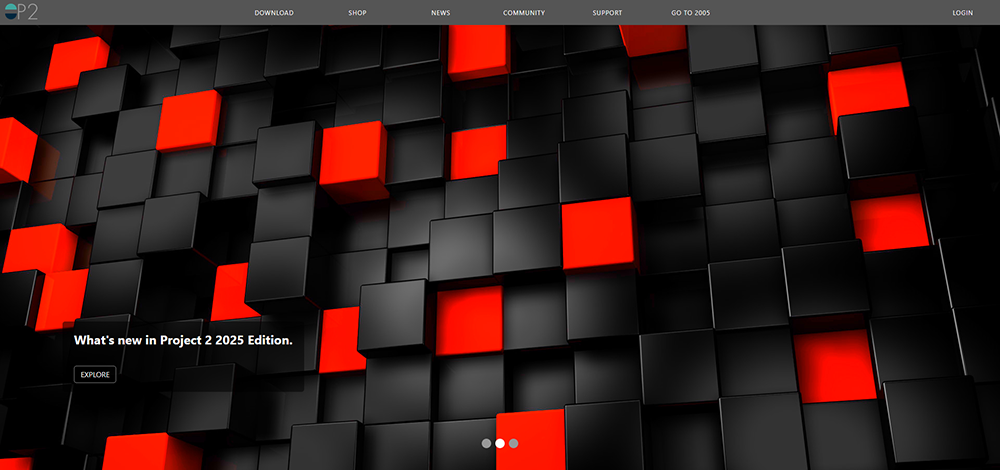 P2
DOWNLOAD
SHOP
NEWS
COMMUNITY
SUPPORT
GO TO 2005
LOGIN
What's new in Project 2 2025 Edition.
EXPLORE